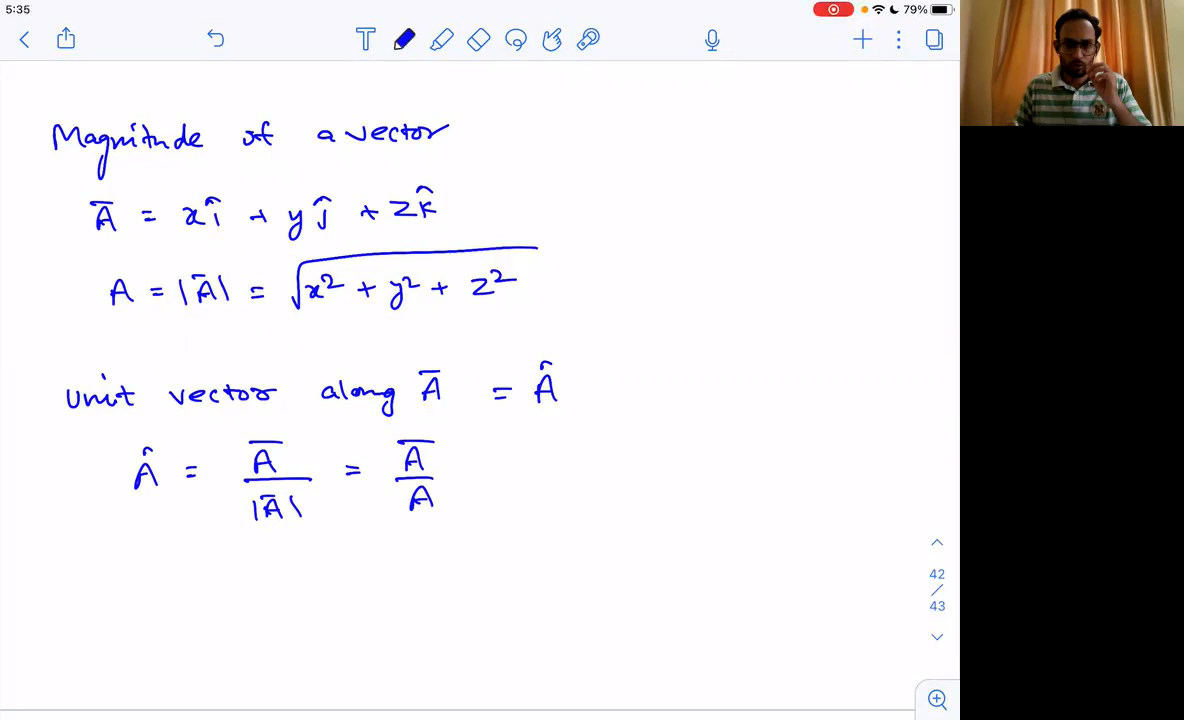 5:35
79%
T
Magnitude of a vector
A̅ = xî + yĵ + zk̂
A = |A̅| = √(x² + y² + z²)
unit vector along A̅ = Â
Â = A̅/|A̅| = A̅/A
42
/
43